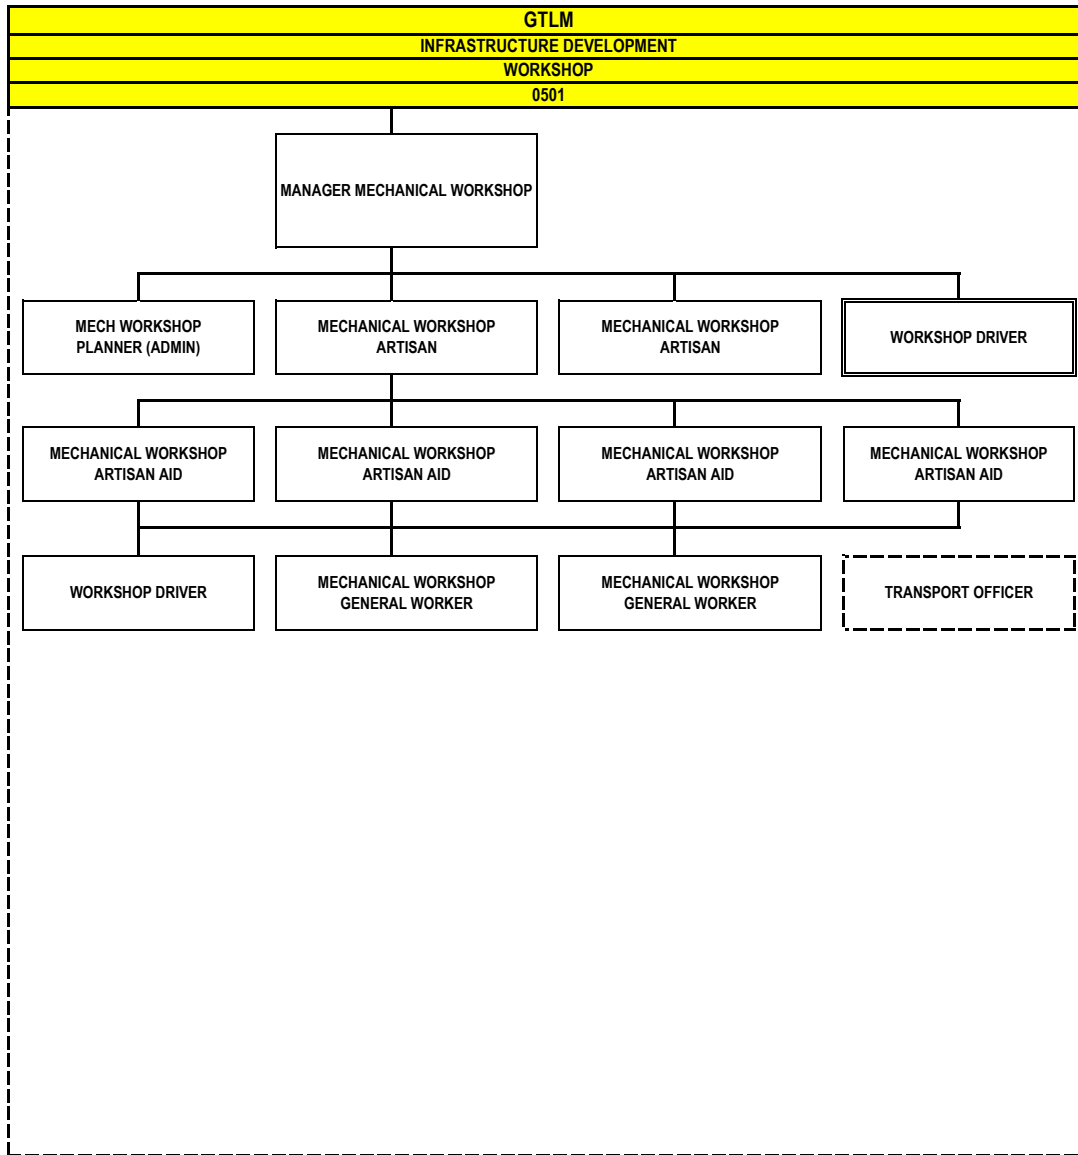 GTLM
INFRASTRUCTURE DEVELOPMENT
WORKSHOP
0501
MANAGER MECHANICAL WORKSHOP
MECH WORKSHOP
PLANNER (ADMIN)
MECHANICAL WORKSHOP
ARTISAN
MECHANICAL WORKSHOP
ARTISAN
WORKSHOP DRIVER
MECHANICAL WORKSHOP
ARTISAN AID
MECHANICAL WORKSHOP
ARTISAN AID
MECHANICAL WORKSHOP
ARTISAN AID
MECHANICAL WORKSHOP
ARTISAN AID
WORKSHOP DRIVER
MECHANICAL WORKSHOP
GENERAL WORKER
MECHANICAL WORKSHOP
GENERAL WORKER
TRANSPORT OFFICER